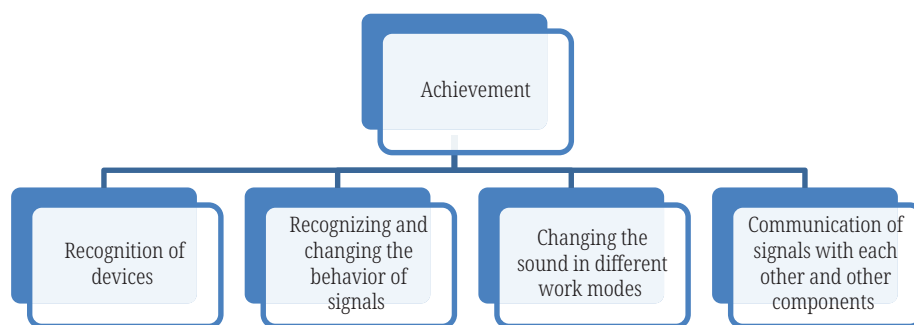 Achievement
Recognition of
devices
Recognizing and
changing the
behavior of
signals
Changing the
sound in different
work modes
Communication of
signals with each
other and other
components